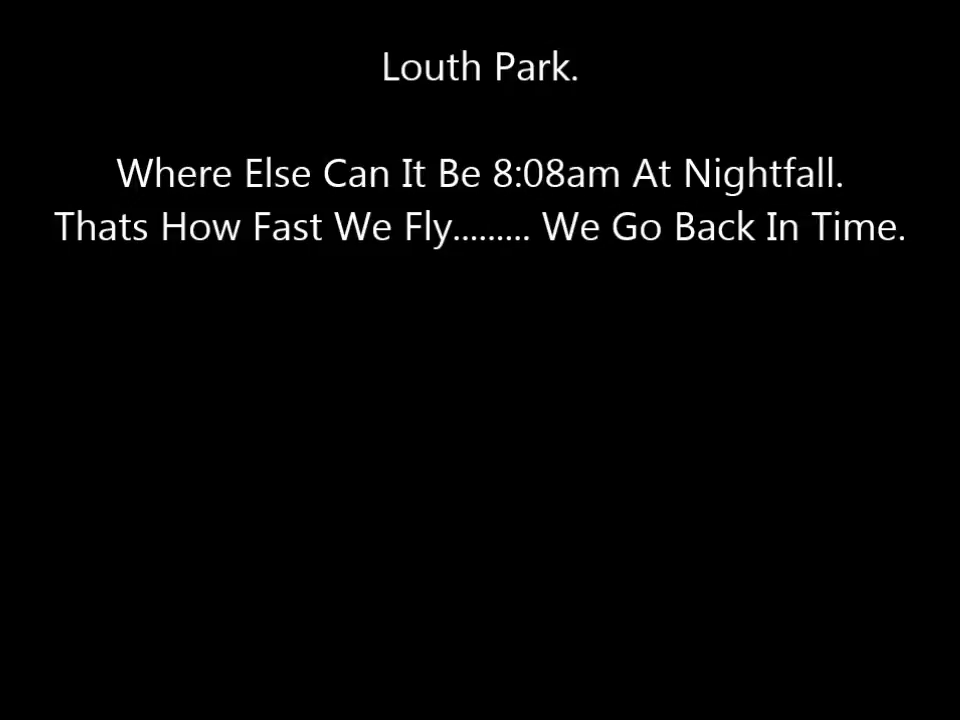 Louth Park.
Where Else Can It Be 8:08am At Nightfall.
Thats How Fast We Fly......... We Go Back In Time.